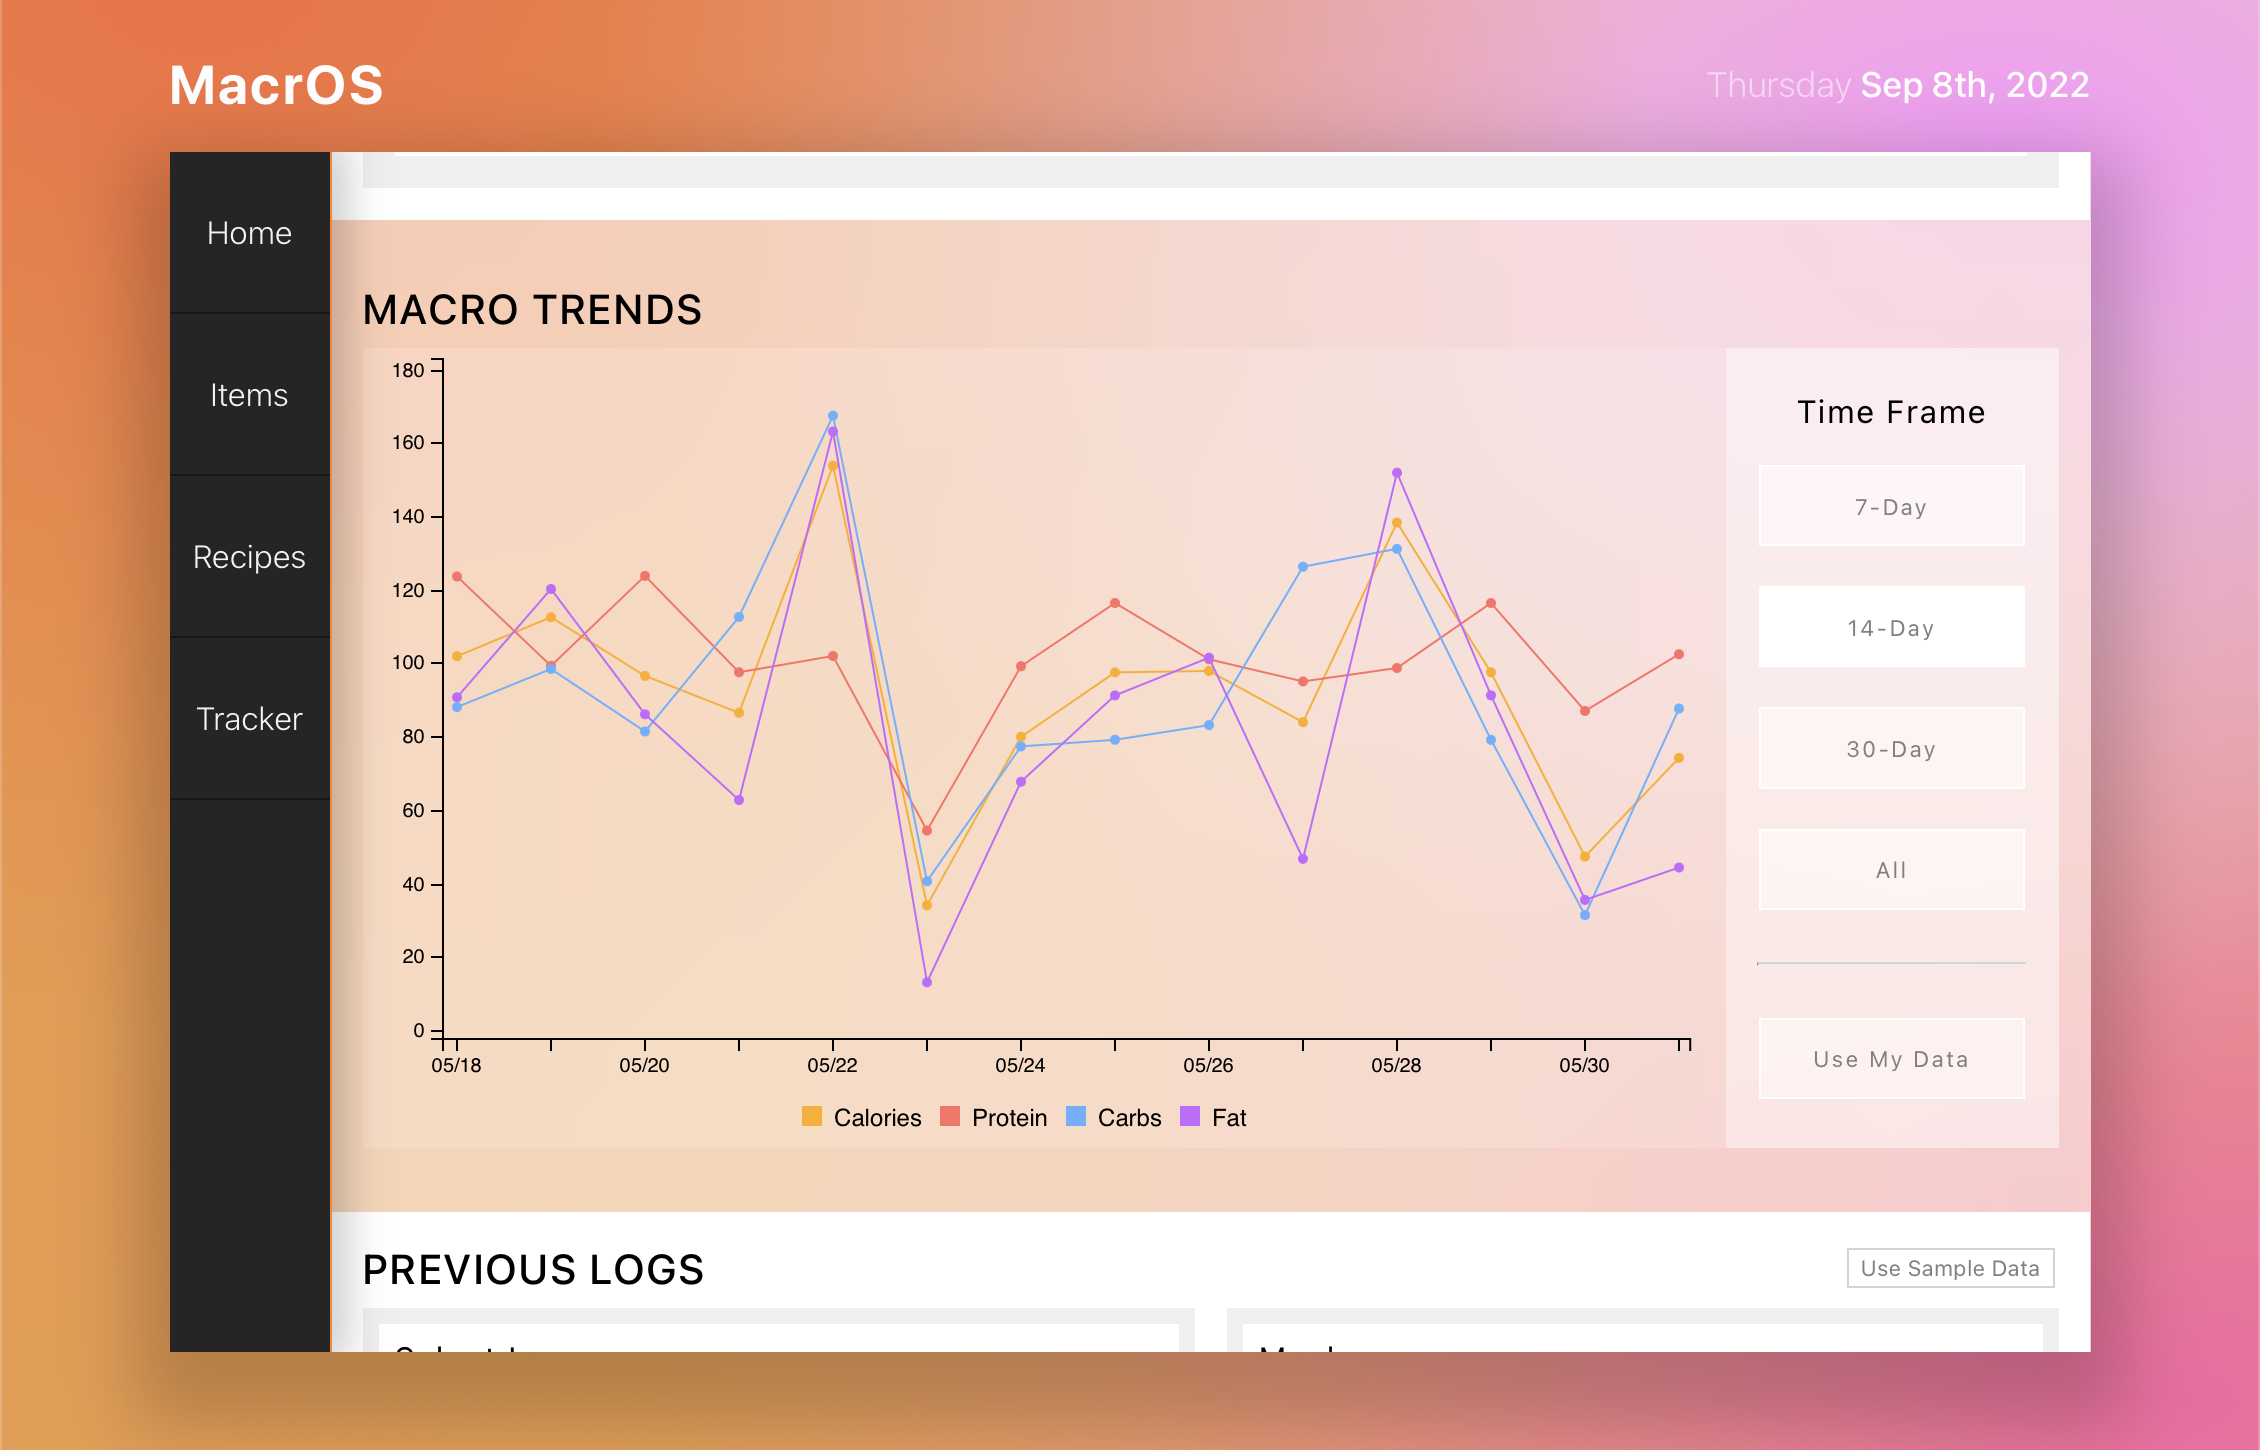 MacrOS
Thursday Sep 8th, 2022
Home
Items
Recipes
Tracker
MACRO TRENDS
180
160
140
120
100
80
60
40
20
0
05/18 05/20 05/22 05/24 05/26 05/28 05/30
Calories Protein Carbs Fat
Time Frame
7-Day
14-Day
30-Day
All
Use My Data
PREVIOUS LOGS
Use Sample Data